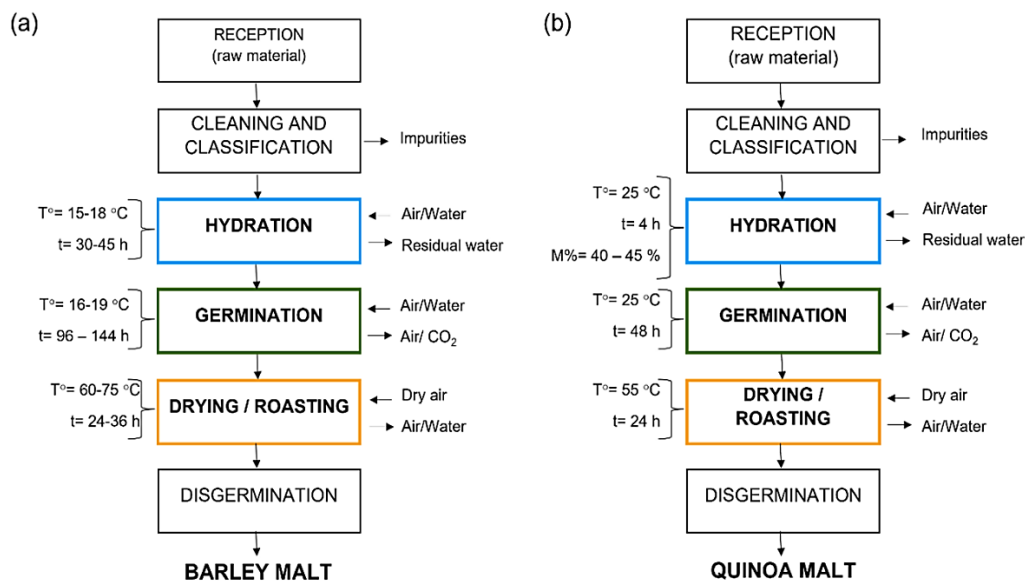 (a)
RECEPTION
(raw material)
CLEANING AND
CLASSIFICATION
Impurities
T°= 15-18 °C
t= 30-45 h
HYDRATION
Air/Water
Residual water
T°= 16-19 °C
t= 96 – 144 h
GERMINATION
Air/Water
Air/ CO₂
T°= 60-75 °C
t= 24-36 h
DRYING / ROASTING
Dry air
Air/Water
DISGERMINATION
BARLEY MALT
(b)
RECEPTION
(raw material)
CLEANING AND
CLASSIFICATION
Impurities
T°= 25 °C
t= 4 h
M%= 40 – 45 %
HYDRATION
Air/Water
Residual water
T°= 25 °C
t= 48 h
GERMINATION
Air/Water
Air/ CO₂
T°= 55 °C
t= 24 h
DRYING /
ROASTING
Dry air
Air/Water
DISGERMINATION
QUINOA MALT